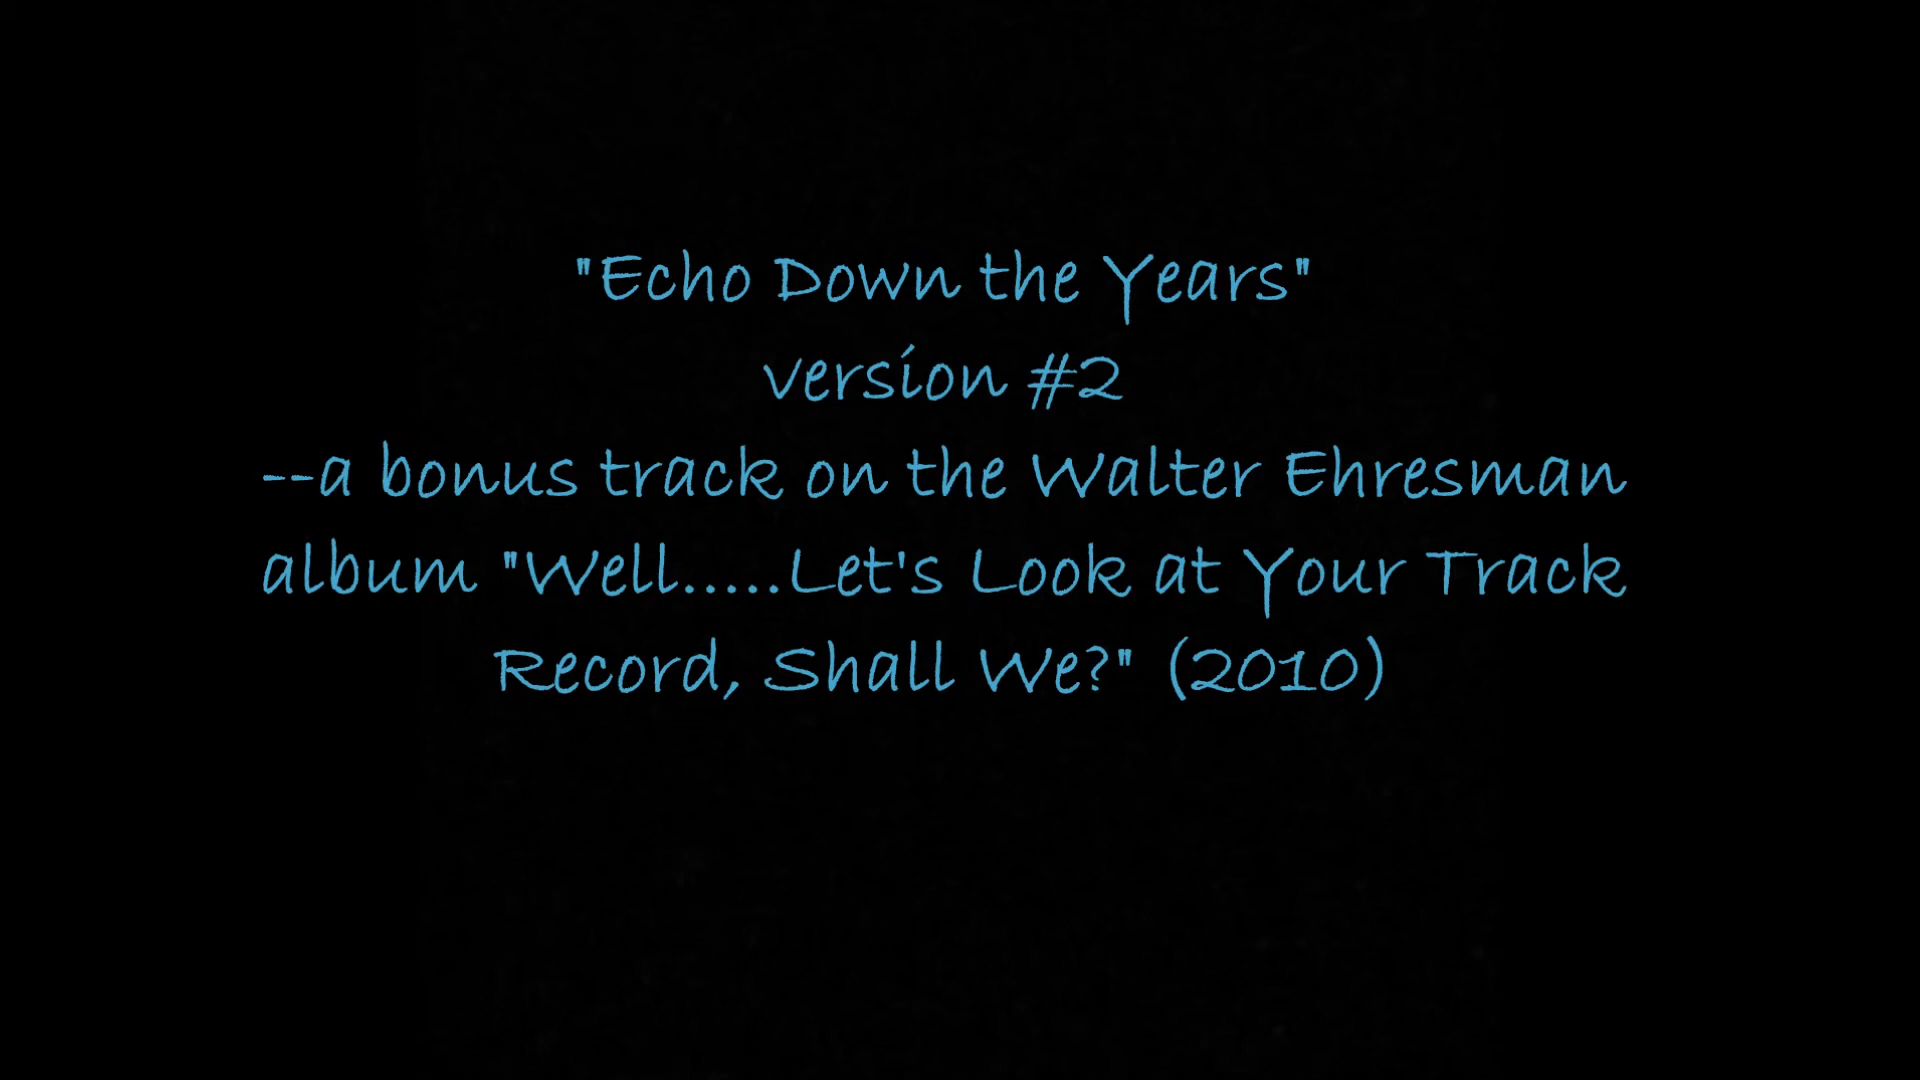 "Echo Down the Years"
version #2
--a bonus track on the Walter Ehresman
album "Well.....Let's Look at Your Track
Record, Shall We?" (2010)